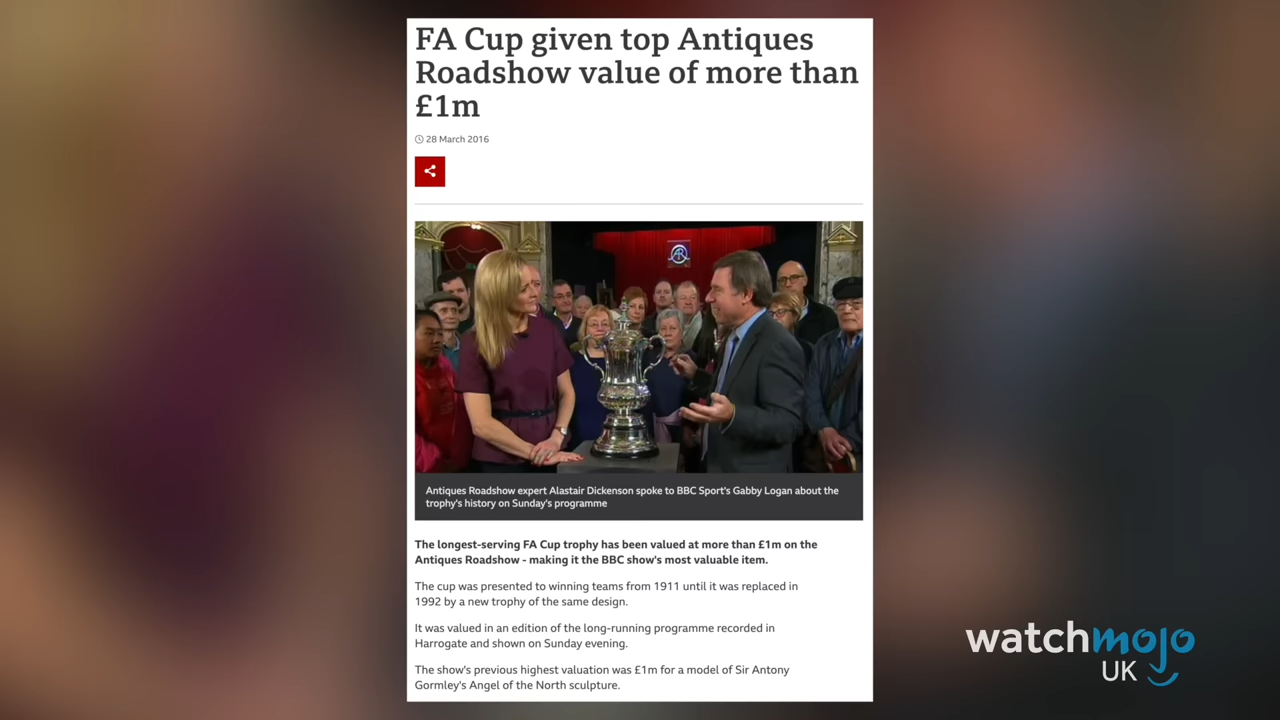 FA Cup given top Antiques
Roadshow value of more than
£1m
28 March 2016
AR
Antiques Roadshow expert Alastair Dickenson spoke to BBC Sport's Gabby Logan about the
trophy's history on Sunday's programme
The longest-serving FA Cup trophy has been valued at more than £1m on the
Antiques Roadshow - making it the BBC show's most valuable item.
The cup was presented to winning teams from 1911 until it was replaced in
1992 by a new trophy of the same design.
It was valued in an edition of the long-running programme recorded in
Harrogate and shown on Sunday evening.
The show's previous highest valuation was £1m for a model of Sir Antony
Gormley's Angel of the North sculpture.
watchmojo
UK